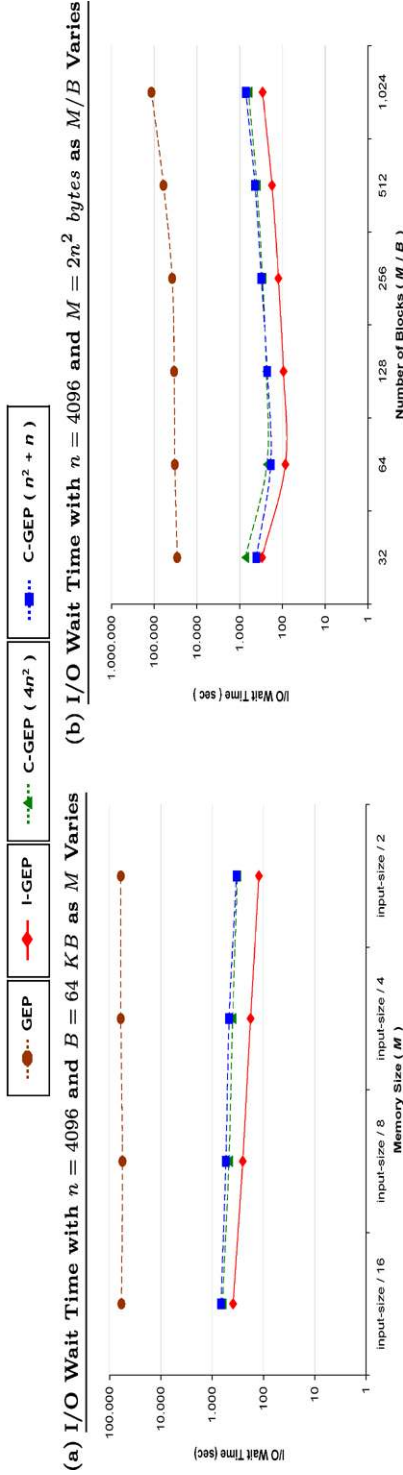 GEP
I-GEP
C-GEP ( 4n² )
C-GEP ( n² + n )
(a) I/O Wait Time with n = 4096 and B = 64 KB as M Varies
I/O Wait Time (sec)
100.000
10.000
1.000
100
10
1
input-size / 16
input-size / 8
input-size / 4
input-size / 2
Memory Size ( M )
(b) I/O Wait Time with n = 4096 and M = 2n² bytes as M/B Varies
I/O Wait Time ( sec )
1.000.000
100.000
10.000
1.000
100
10
1
32
64
128
256
512
1.024
Number of Blocks ( M / B )